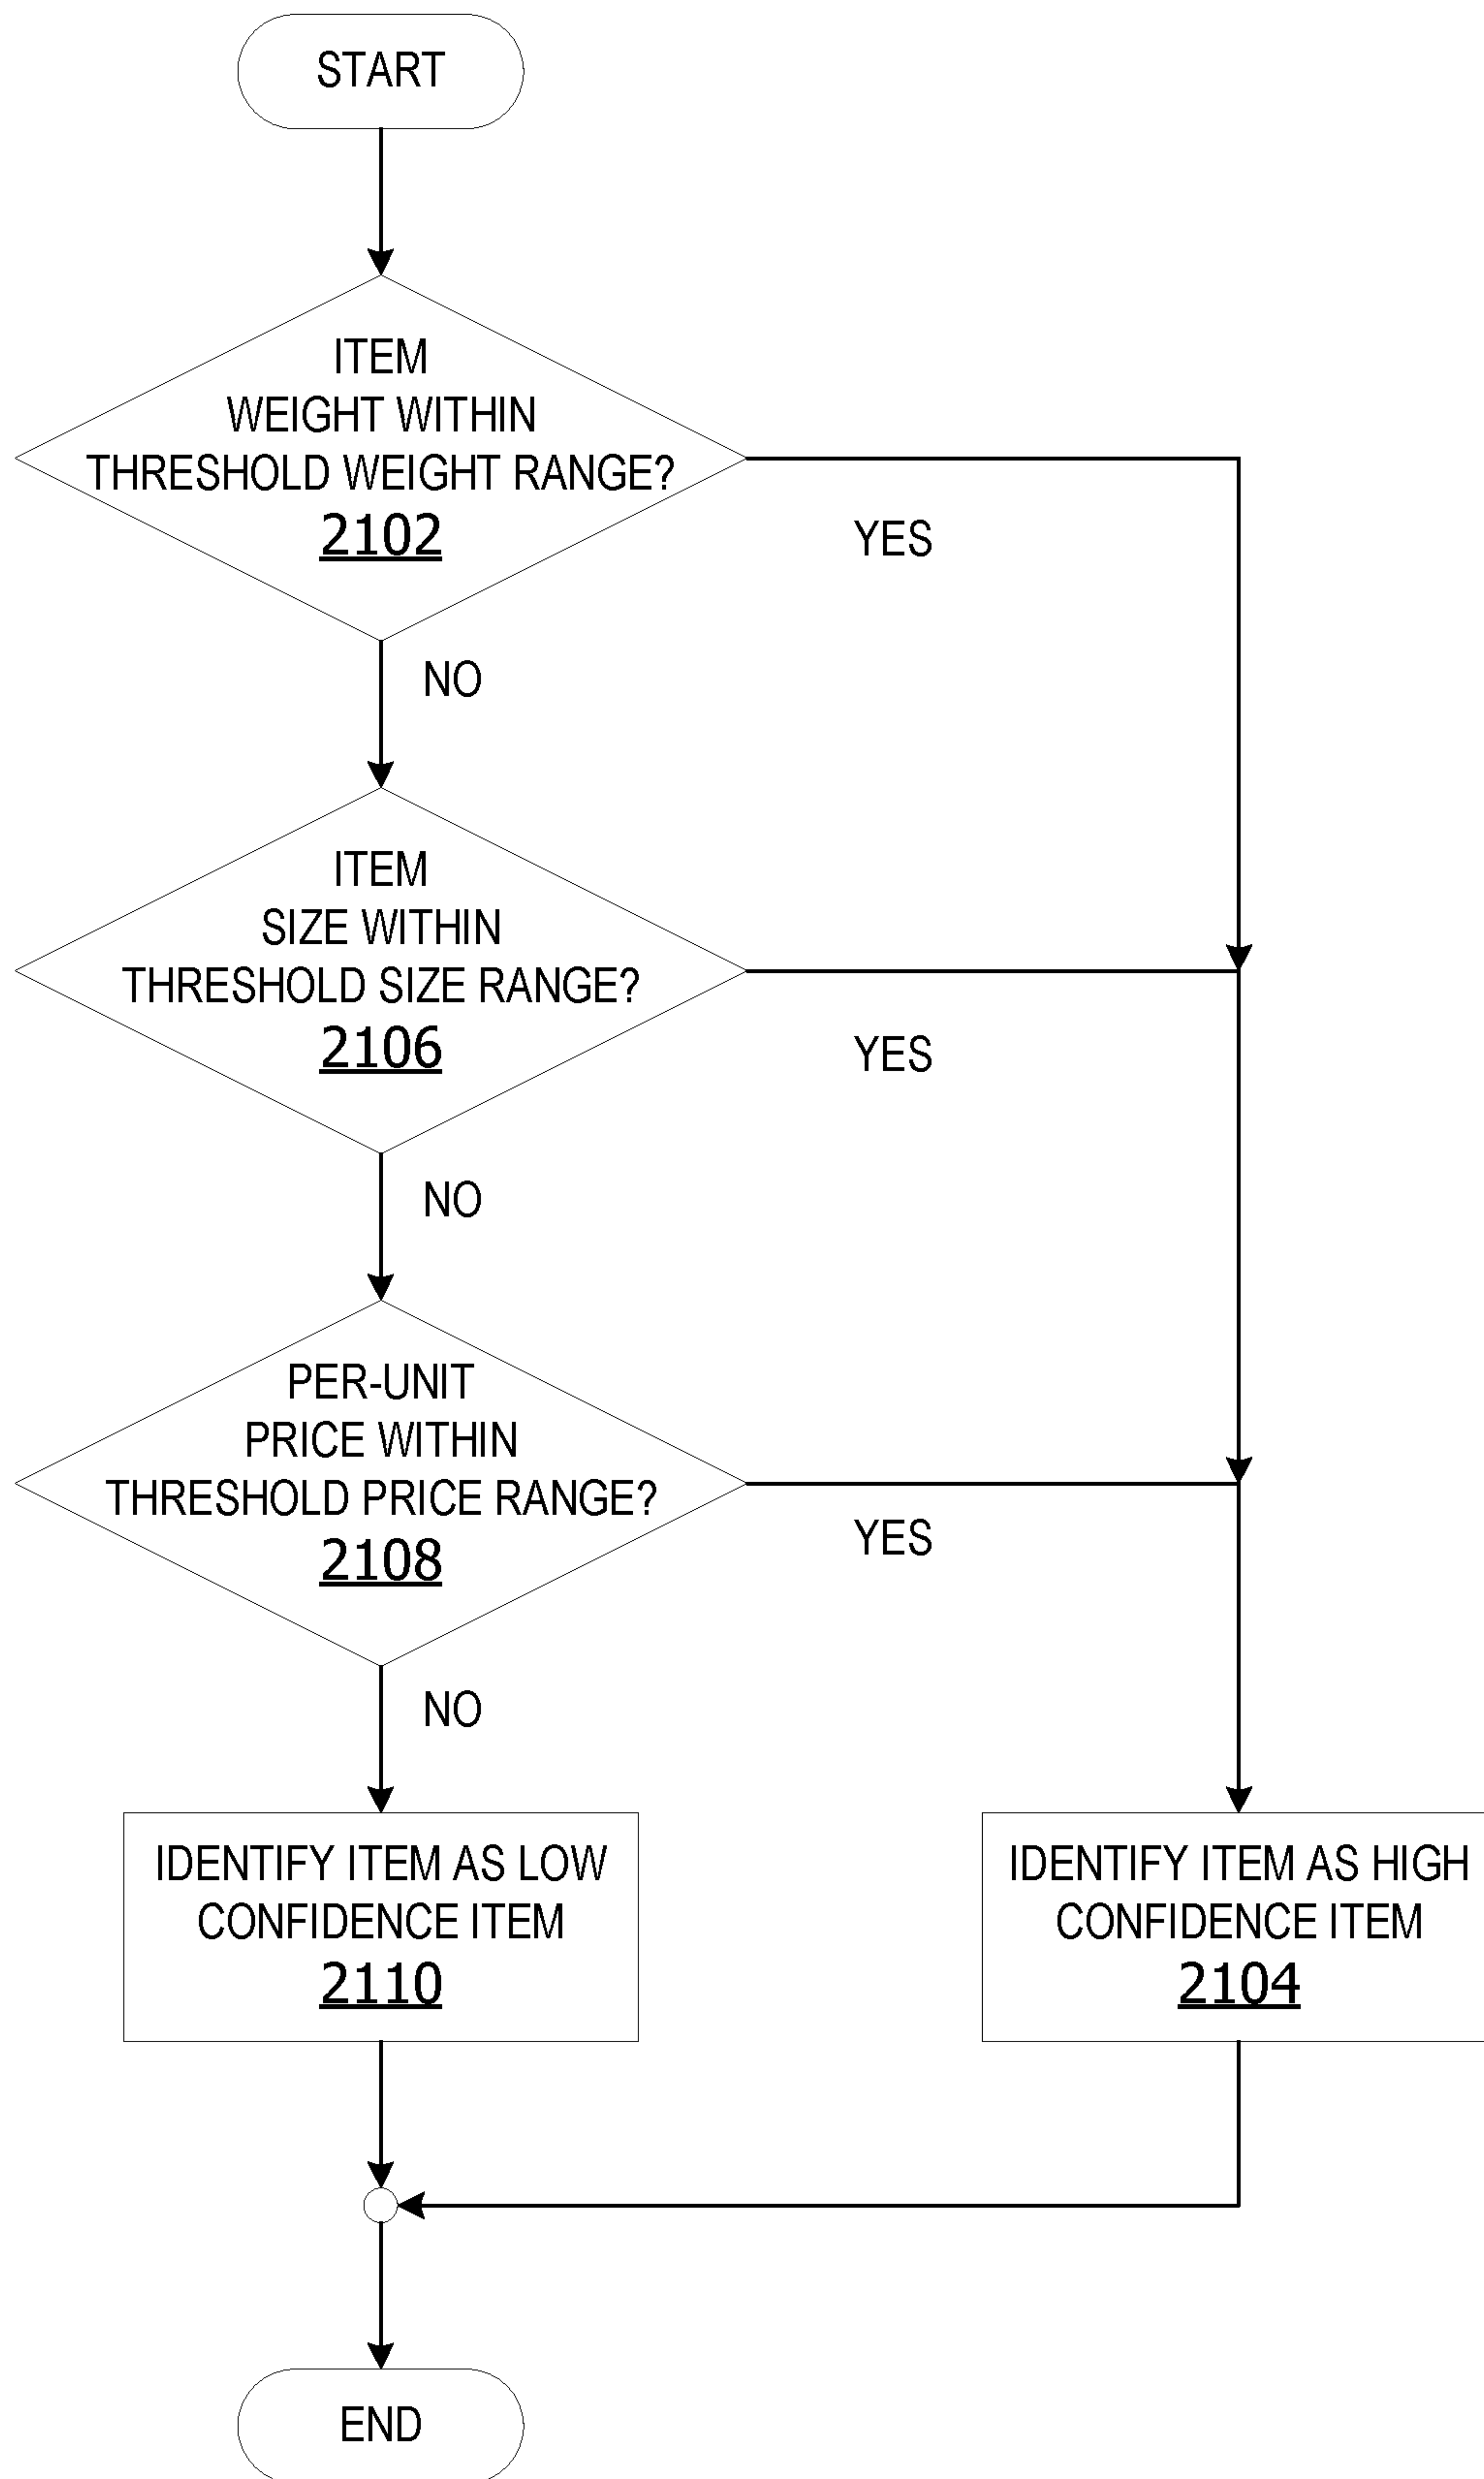 START
ITEM
WEIGHT WITHIN
THRESHOLD WEIGHT RANGE?
2102
YES
NO
ITEM
SIZE WITHIN
THRESHOLD SIZE RANGE?
2106
YES
NO
PER-UNIT
PRICE WITHIN
THRESHOLD PRICE RANGE?
2108
YES
NO
IDENTIFY ITEM AS LOW
CONFIDENCE ITEM
2110
IDENTIFY ITEM AS HIGH
CONFIDENCE ITEM
2104
END